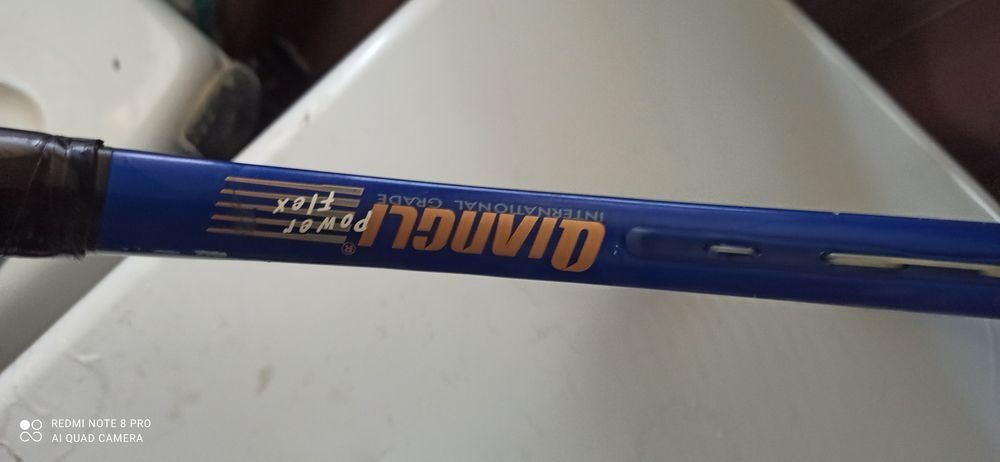 QIANGLI®
INTERNATIONAL GRADE
Power
Flex
REDMI NOTE 8 PRO
AI QUAD CAMERA